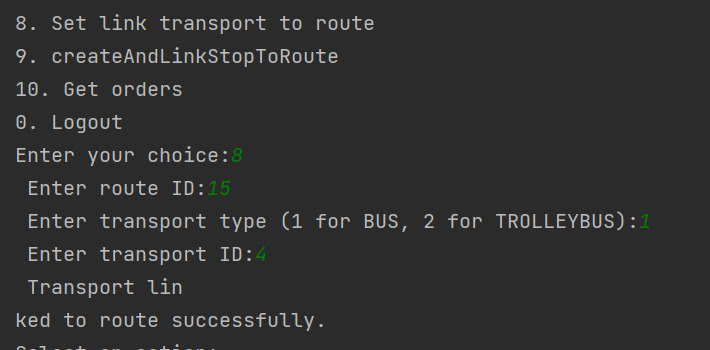 8. Set link transport to route
9. createAndLinkStopToRoute
10. Get orders
0. Logout
Enter your choice:8
Enter route ID:15
Enter transport type (1 for BUS, 2 for TROLLEYBUS):1
Enter transport ID:4
Transport lin
ked to route successfully.